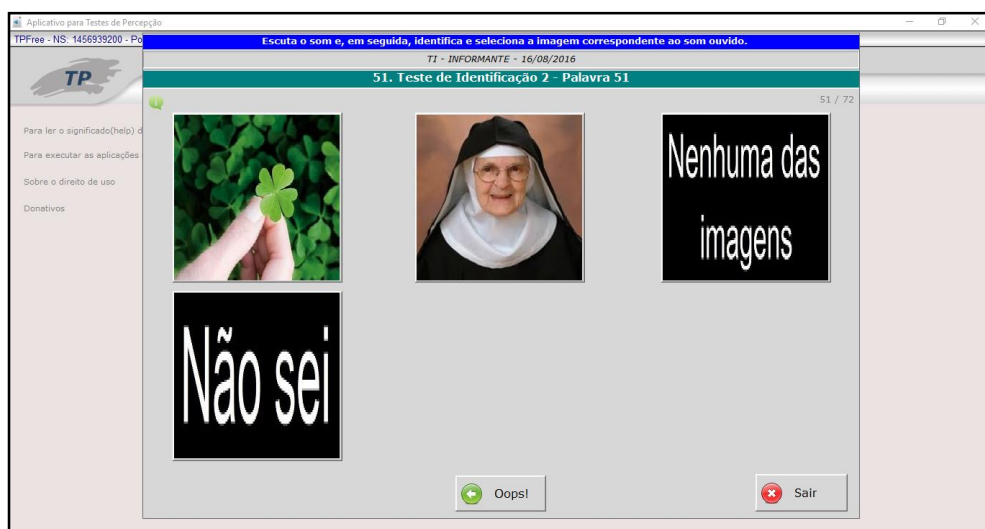 Aplicativo para Testes de Percepção
TPFree - NS: 1456939200 - Po
Escuta o som e, em seguida, identifica e seleciona a imagem correspondente ao som ouvido.
TI - INFORMANTE - 16/08/2016
TP
51. Teste de Identificação 2 - Palavra 51
51 / 72
Para ler o significado(help) d
Para executar as aplicações
Sobre o direito de uso
Donativos
Nenhuma das
imagens
Não sei
Oops!
Sair